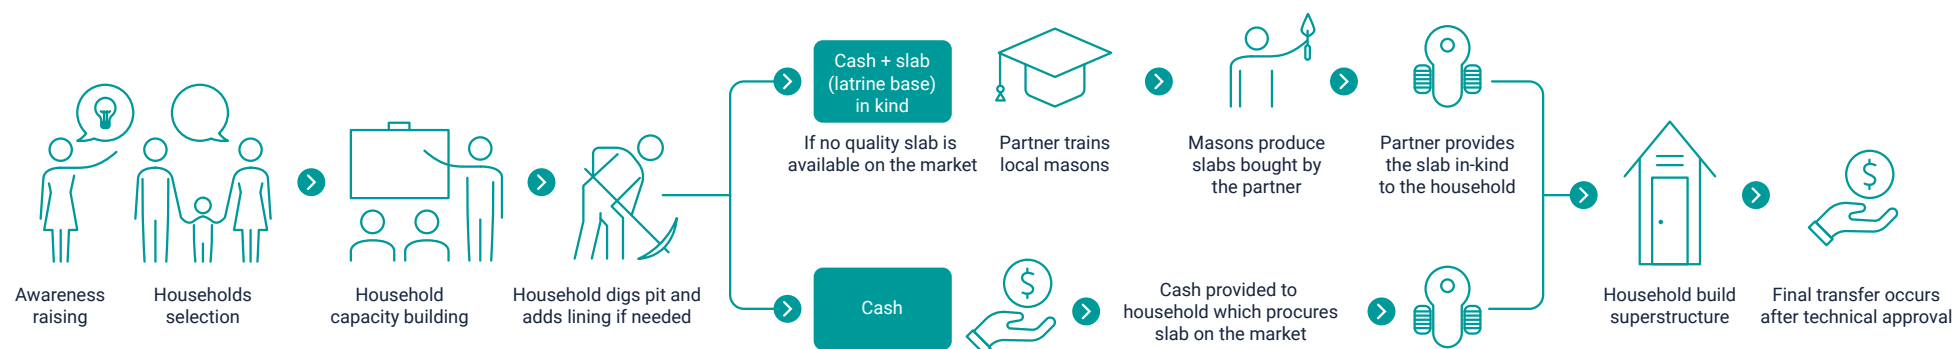 Awareness
raising
Households
selection
Household
capacity building
Household digs pit and
adds lining if needed
Cash + slab
(latrine base)
in kind
If no quality slab is
available on the market
Partner trains
local masons
Masons produce
slabs bought by
the partner
Partner provides
the slab in-kind
to the household
Cash
$
Cash provided to
household which procures
slab on the market
Household build
superstructure
$
Final transfer occurs
after technical approval